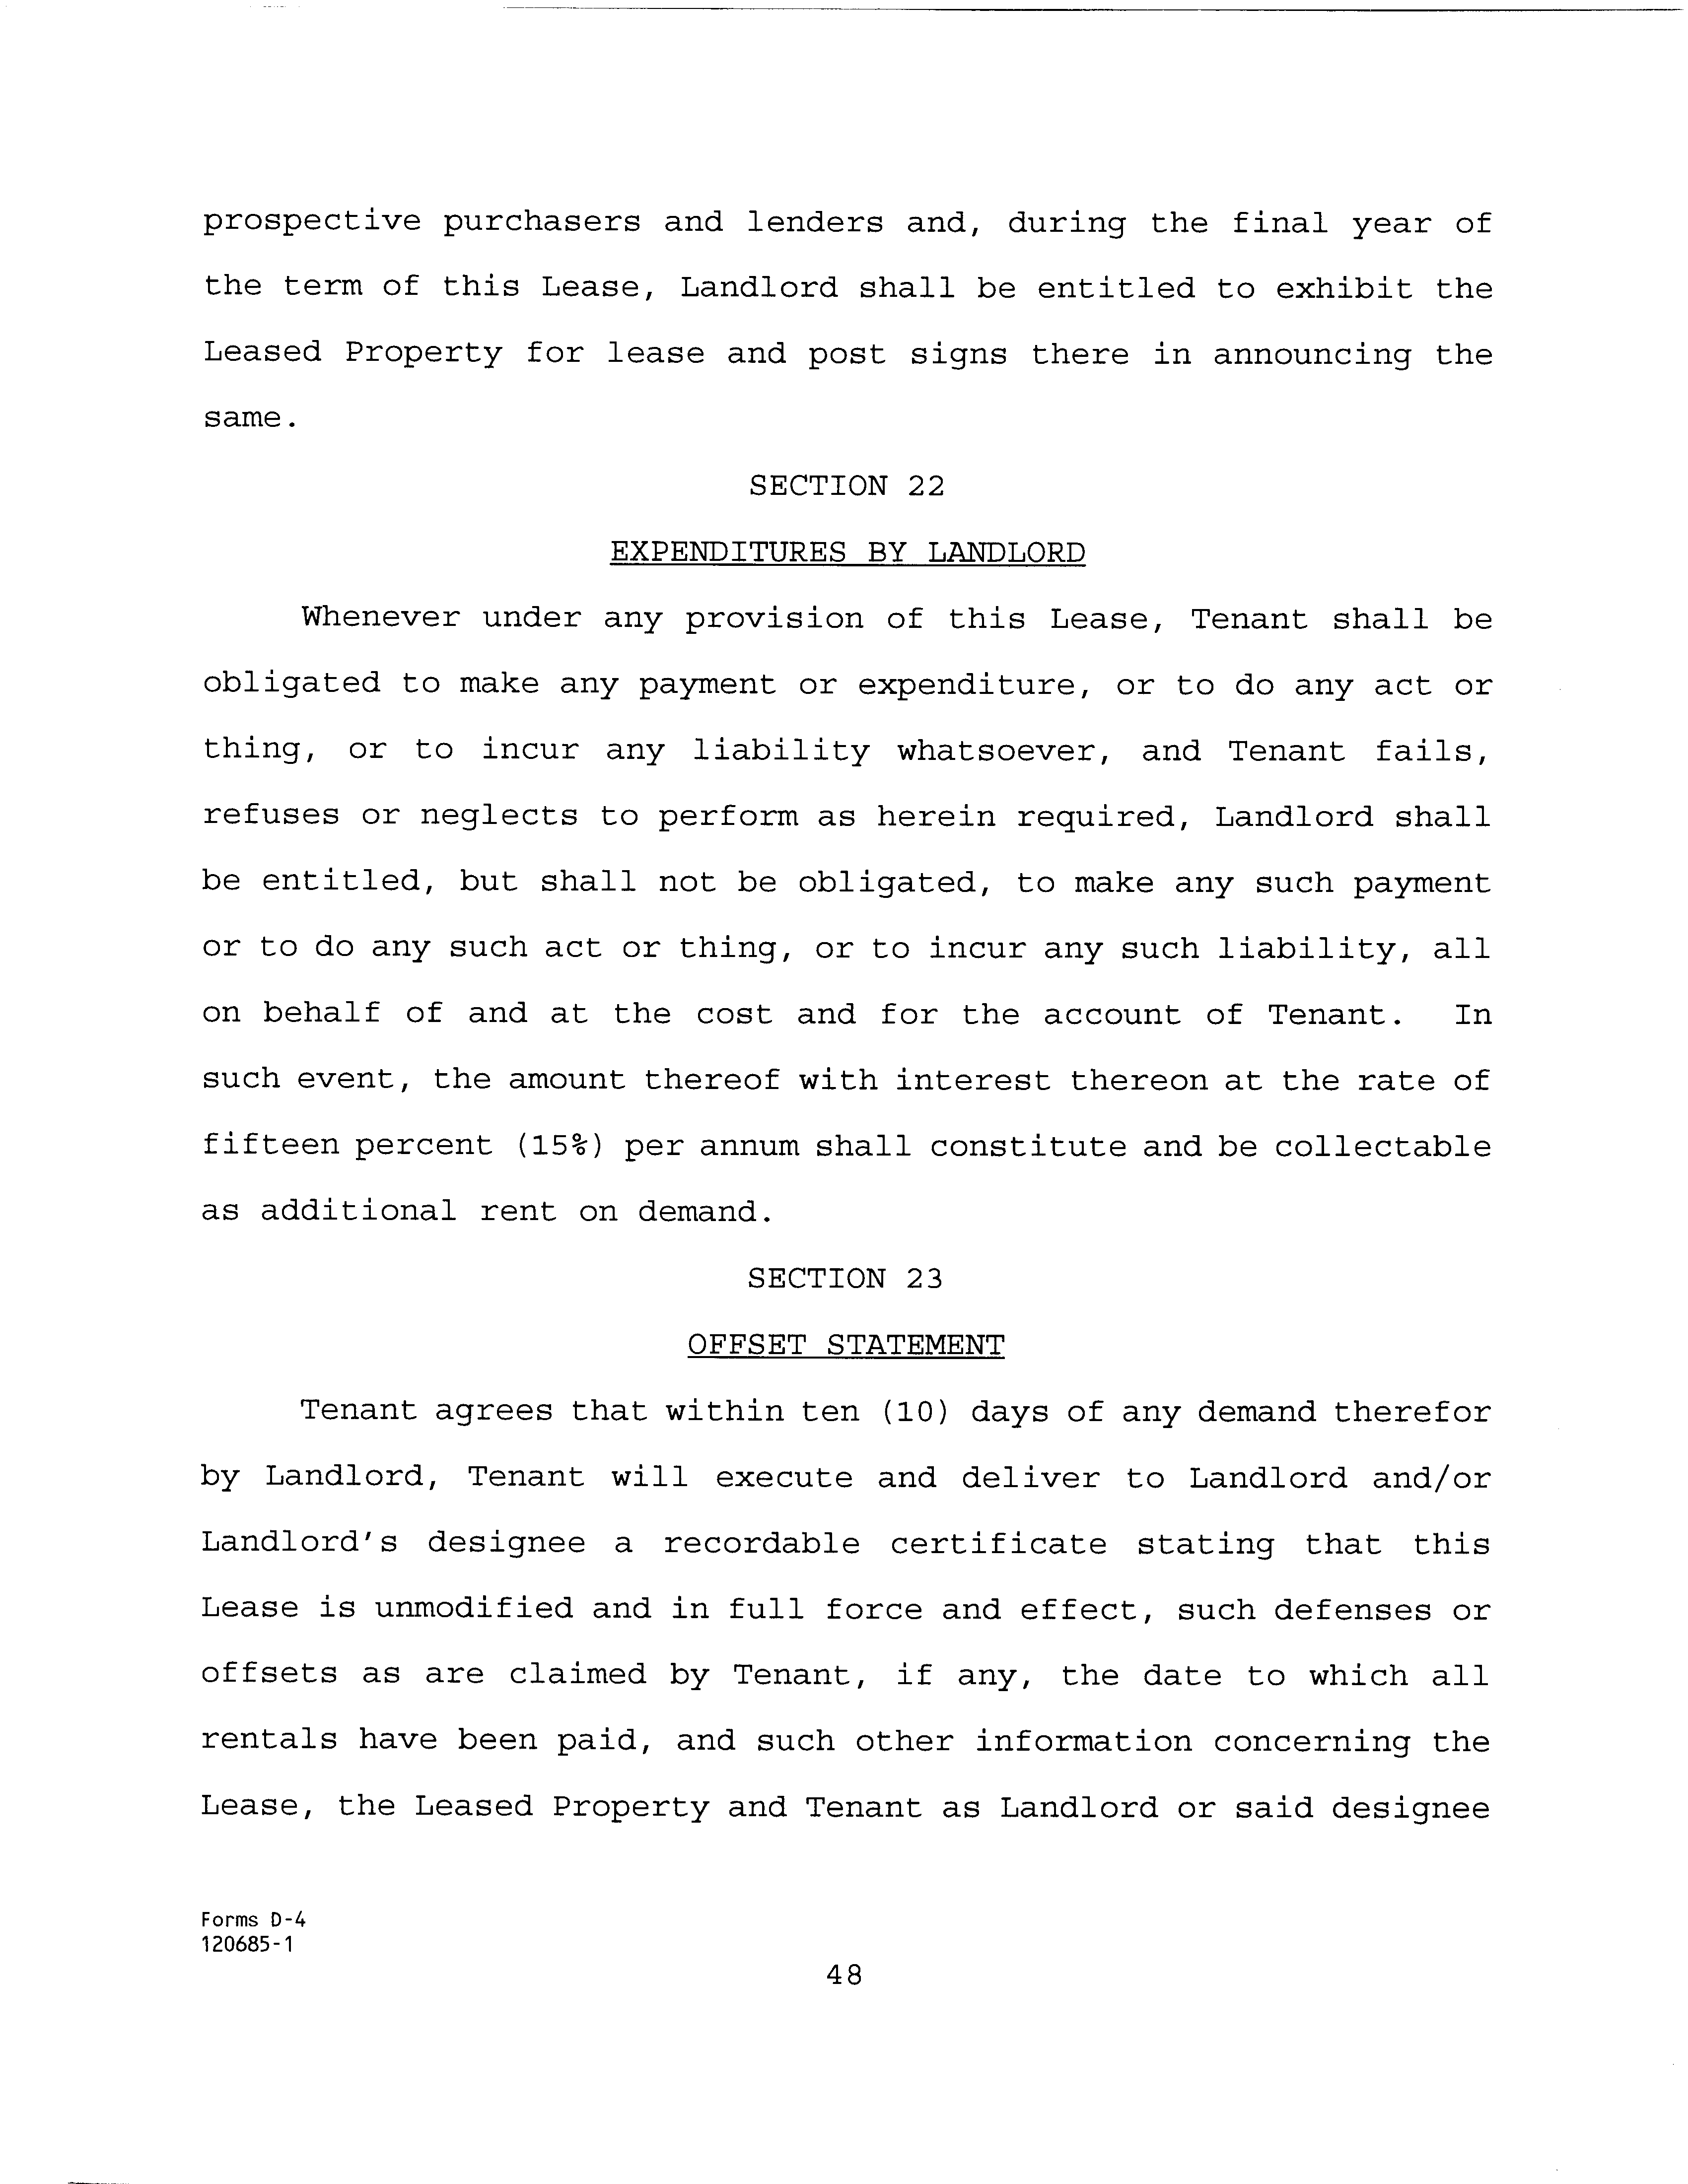 prospective purchasers and lenders and, during the final year of
the term of this Lease, Landlord shall be entitled to exhibit the
Leased Property for lease and post signs there in announcing the
same.
SECTION 22
EXPENDITURES BY LANDLORD
Whenever under any provision of this Lease, Tenant shall be
obligated to make any payment or expenditure, or to do any act or
thing, or to incur any liability whatsoever, and Tenant fails,
refuses or neglects to perform as herein required, Landlord shall
be entitled, but shall not be obligated, to make any such payment
or to do any such act or thing, or to incur any such liability, all
on behalf of and at the cost and for the account of Tenant. In
such event, the amount thereof with interest thereon at the rate of
fifteen percent (15%) per annum shall constitute and be collectable
as additional rent on demand.
SECTION 23
OFFSET STATEMENT
Tenant agrees that within ten (10) days of any demand therefor
by Landlord, Tenant will execute and deliver to Landlord and/or
Landlord's designee a recordable certificate stating that this
Lease is unmodified and in full force and effect, such defenses or
offsets as are claimed by Tenant, if any, the date to which all
rentals have been paid, and such other information concerning the
Lease, the Leased Property and Tenant as Landlord or said designee
Forms D-4
120685-1
48